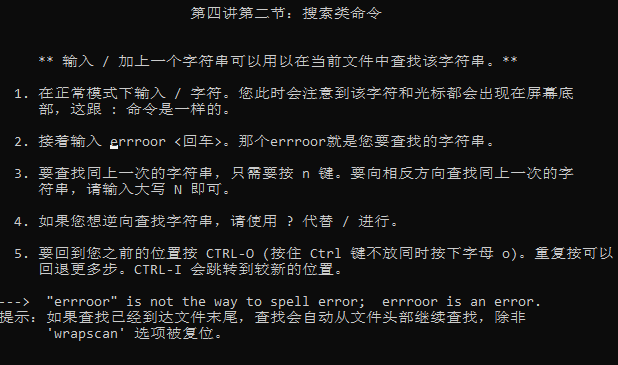 第四讲第二节：搜索类命令
** 输入 / 加上一个字符串可以用以在当前文件中查找该字符串。**
1. 在正常模式下输入 / 字符。您此时会注意到该字符和光标都会出现在屏幕底
部，这跟 : 命令是一样的。
2. 接着输入 errroor <回车>。那个errroor就是您要查找的字符串。
3. 要查找同上一次的字符串，只需要按 n 键。要向相反方向查找同上一次的字
符串，请输入大写 N 即可。
4. 如果您想逆向查找字符串，请使用 ? 代替 / 进行。
5. 要回到您之前的位置按 CTRL-O (按住 Ctrl 键不放同时按下字母 o)。重复按可以
回退更多步。CTRL-I 会跳转到较新的位置。
---> "errroor" is not the way to spell error; errroor is an error.
提示：如果查找已经到达文件末尾，查找会自动从文件头部继续查找，除非
'wrapscan' 选项被复位。